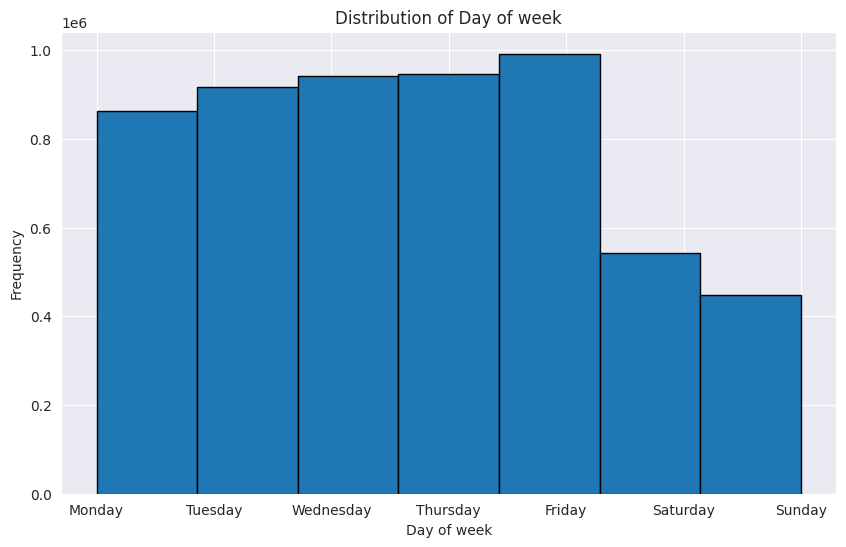 Distribution of Day of week
1e6
1.0
0.8
0.6
0.4
0.2
0.0
Frequency
Monday Tuesday Wednesday Thursday Friday Saturday Sunday
Day of week